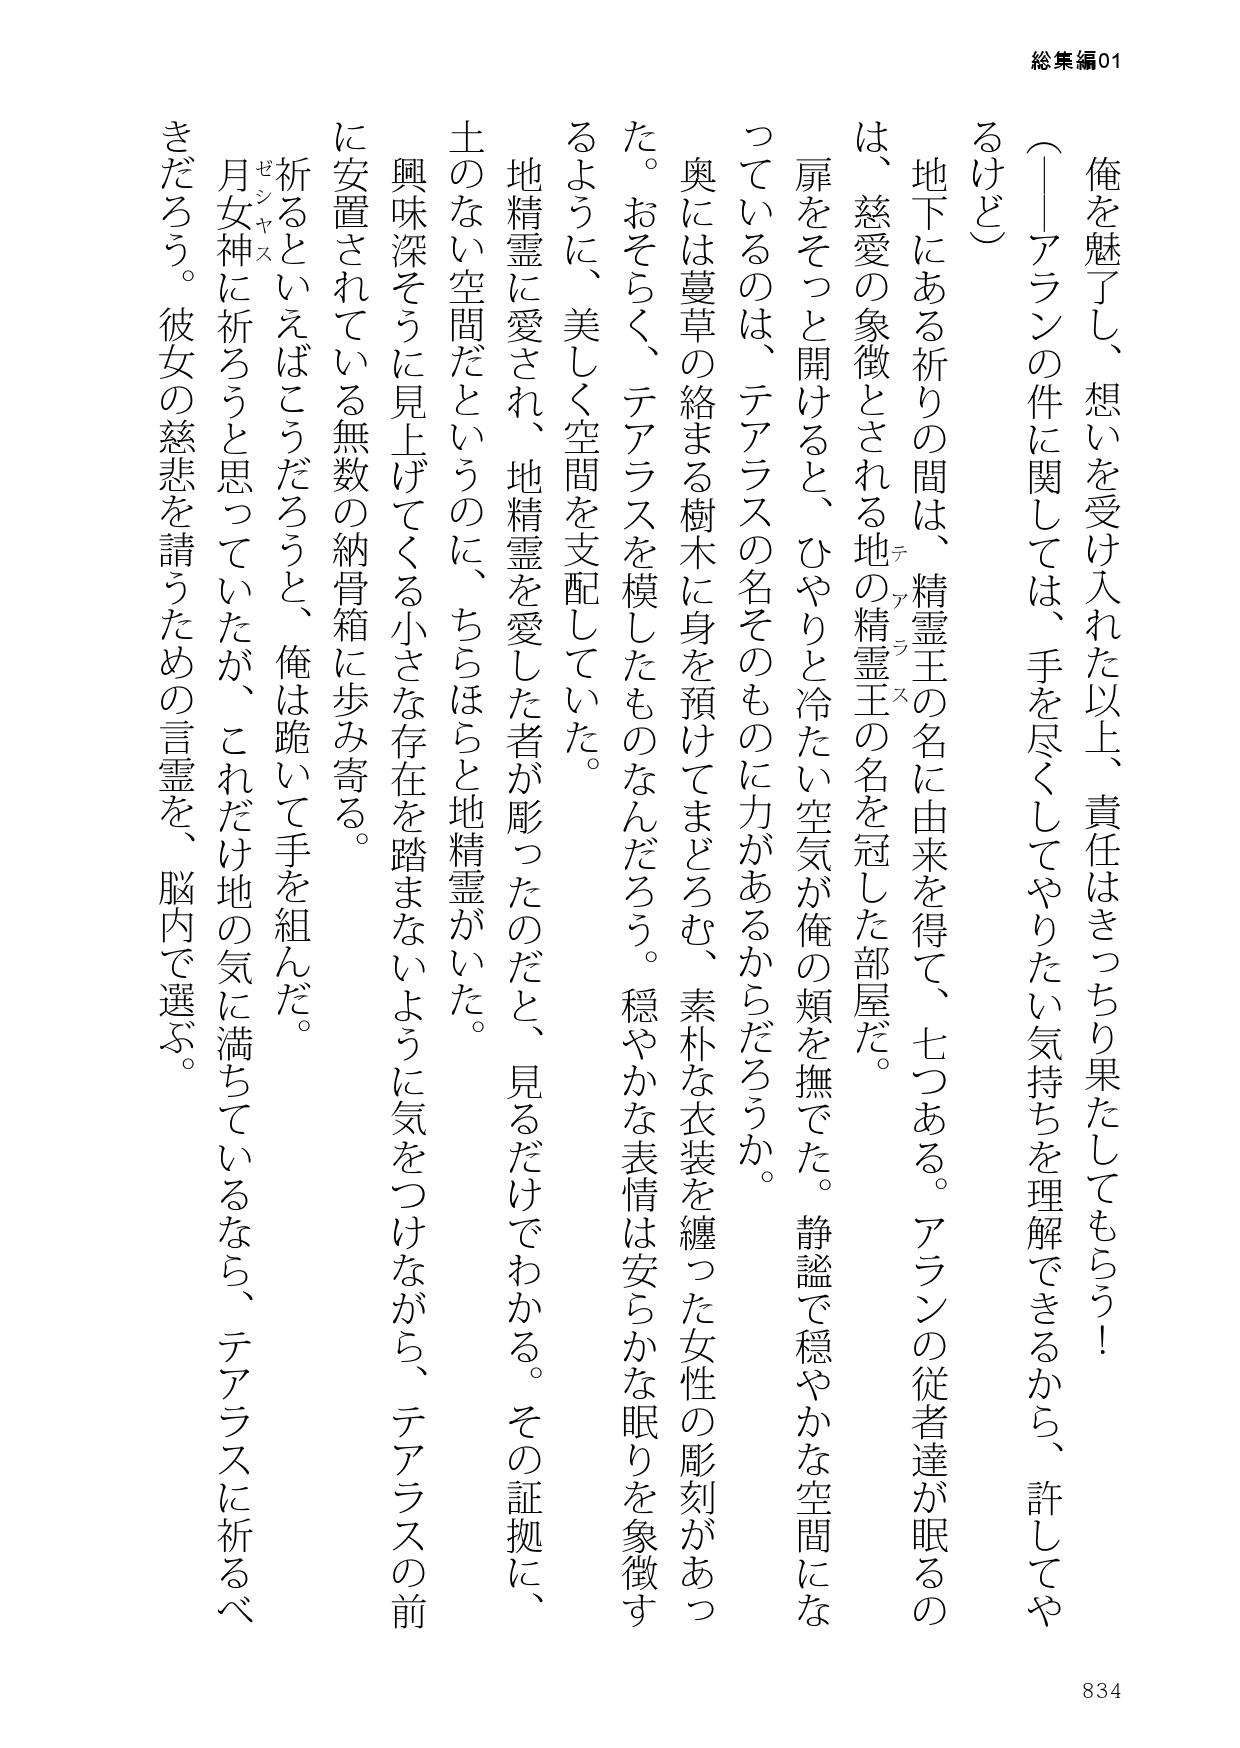 総集編01
　俺を魅了し、想いを受け入れた以上、責任はきっちり果たしてもらう！
（――アランの件に関しては、手を尽くしてやりたい気持ちを理解できるから、許してや
るけど）
　地下にある祈りの間は、精霊王の名に由来を得て、七つある。アランの従者達が眠るの
は、慈愛の象徴とされる地の精霊王の名を冠した部屋だ。
テアラス
　扉をそっと開けると、ひやりと冷たい空気が俺の頬を撫でた。静謐で穏やかな空間にな
っているのは、テアラスの名そのものに力があるからだろうか。
　奥には蔓草の絡まる樹木に身を預けてまどろむ、素朴な衣装を纏った女性の彫刻があっ
た。おそらく、テアラスを模したものなんだろう。穏やかな表情は安らかな眠りを象徴す
るように、美しく空間を支配していた。
　地精霊に愛され、地精霊を愛した者が彫ったのだと、見るだけでわかる。その証拠に、
土のない空間だというのに、ちらほらと地精霊がいた。
　興味深そうに見上げてくる小さな存在を踏まないように気をつけながら、テアラスの前
に安置されている無数の納骨箱に歩み寄る。
　祈るといえばこうだろうと、俺は跪いて手を組んだ。
　月女神に祈ろうと思っていたが、これだけ地の気に満ちているなら、テアラスに祈るべ
ゼシヤス
きだろう。彼女の慈悲を請うための言霊を、脳内で選ぶ。
834